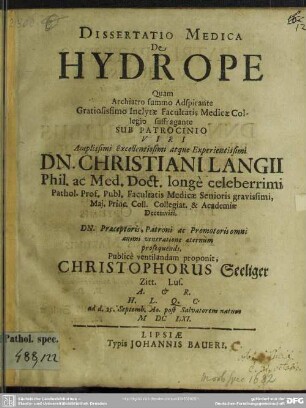 DISSERTATIO MEDICA
De
HYDROPE
Quam
Archiatro summo Adspirante
Gratiosissimo Inclytæ Facultatis Medicæ Col-
legio suffragante
SUB PATROCINIO
VIRI
Amplissimi Excellentissimi atque Experientissimi
DN. CHRISTIANI LANGII
Phil. ac Med. Doct. longè celeberrimi,
Pathol. Prof. Publ. Facultatis Medicæ Senioris gravissimi,
Maj. Princ. Coll. Collegiat. & Academiæ
Decemviri.
DN. Præceptoris, Patroni ac Promotoris omni
animi veneratione æternùm
prosequendi,
Publicè ventilandam proponit,
CHRISTOPHORUS Seeliger
Zitt. Lus.
A. & R.
H. L. Q. C.
ad d. 25. Septemb. An. post Salvatorem natum
M DC LXI.
LIPSIÆ
Typis JOHANNIS BAUERI.
Pathol. spec.
488,122